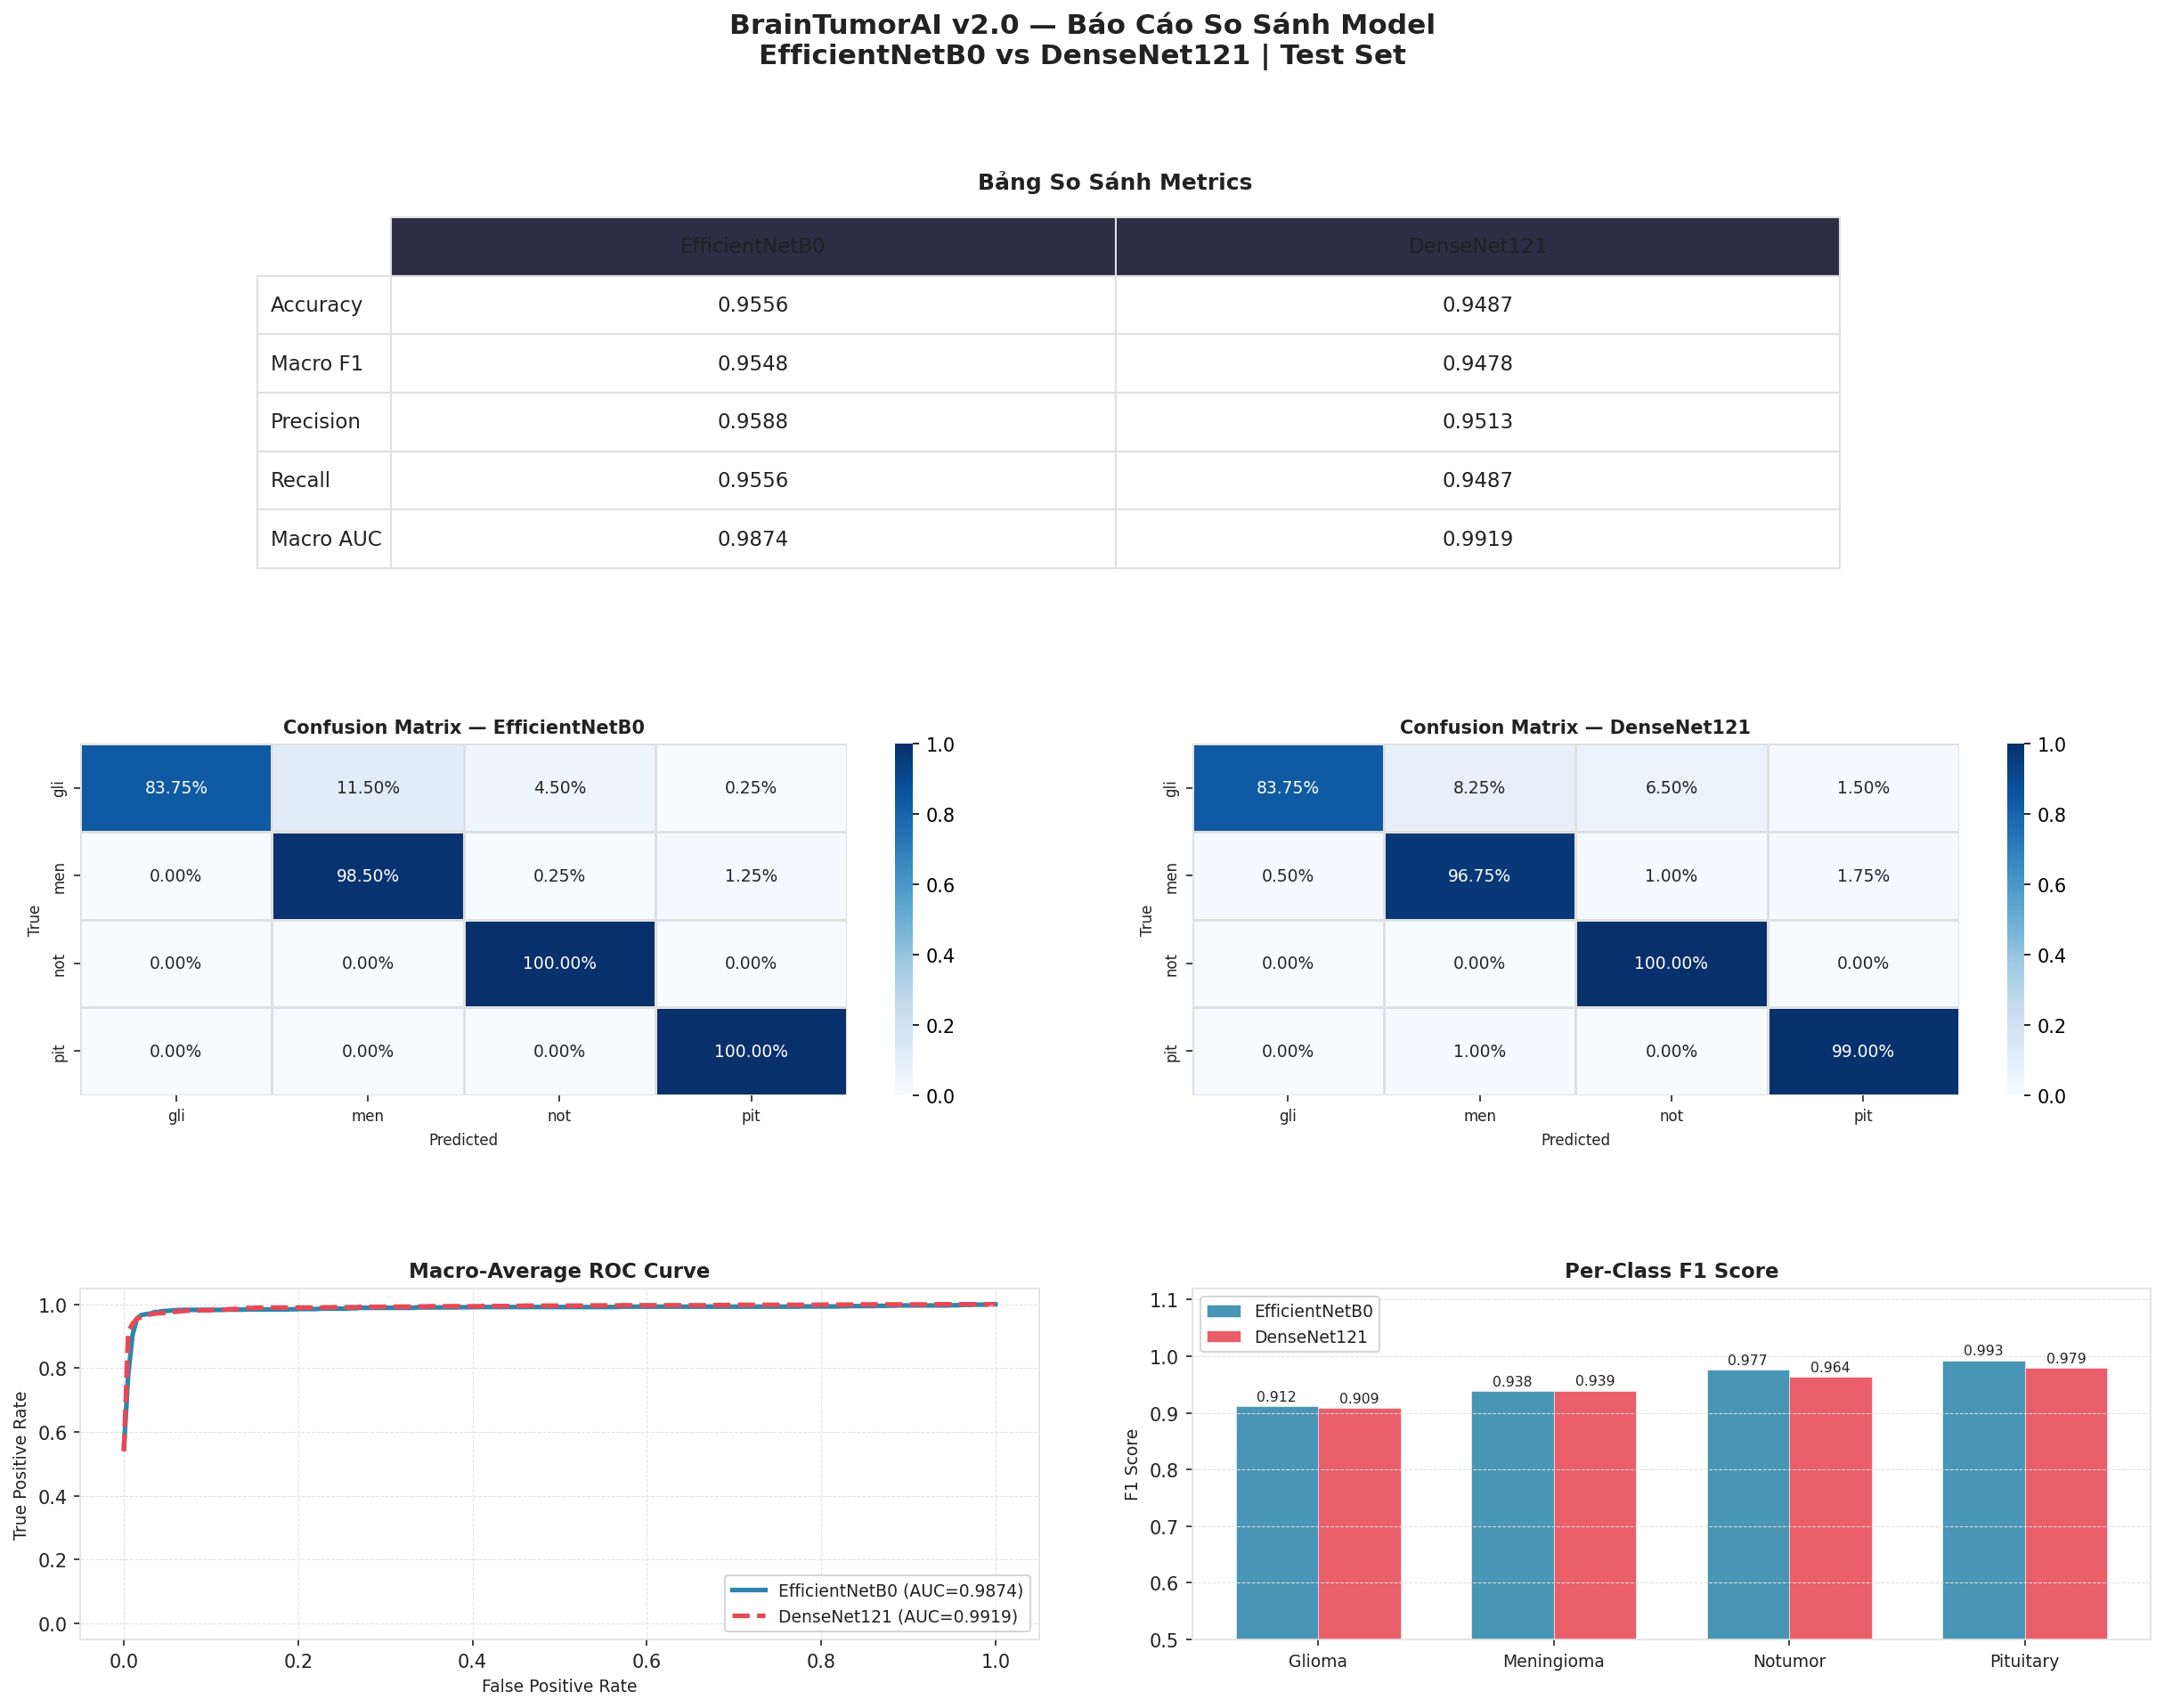 BrainTumorAI v2.0 — Báo Cáo So Sánh Model
EfficientNetB0 vs DenseNet121 | Test Set
Bảng So Sánh Metrics
EfficientNetB0 DenseNet121
Accuracy 0.9556 0.9487
Macro F1 0.9548 0.9478
Precision 0.9588 0.9513
Recall 0.9556 0.9487
Macro AUC 0.9874 0.9919
Confusion Matrix — EfficientNetB0
gli 83.75% 11.50% 4.50% 0.25%
men 0.00% 98.50% 0.25% 1.25%
not 0.00% 0.00% 100.00% 0.00%
pit 0.00% 0.00% 0.00% 100.00%
True
gli men not pit
Predicted
1.0
0.8
0.6
0.4
0.2
0.0
Confusion Matrix — DenseNet121
gli 83.75% 8.25% 6.50% 1.50%
men 0.50% 96.75% 1.00% 1.75%
not 0.00% 0.00% 100.00% 0.00%
pit 0.00% 1.00% 0.00% 99.00%
True
gli men not pit
Predicted
1.0
0.8
0.6
0.4
0.2
0.0
Macro-Average ROC Curve
True Positive Rate
1.0
0.8
0.6
0.4
0.2
0.0
EfficientNetB0 (AUC=0.9874)
DenseNet121 (AUC=0.9919)
0.0 0.2 0.4 0.6 0.8 1.0
False Positive Rate
Per-Class F1 Score
F1 Score
1.1
1.0
0.9
0.8
0.7
0.6
0.5
EfficientNetB0
DenseNet121
0.912 0.909 0.938 0.939 0.977 0.964 0.993 0.979
Glioma Meningioma Notumor Pituitary